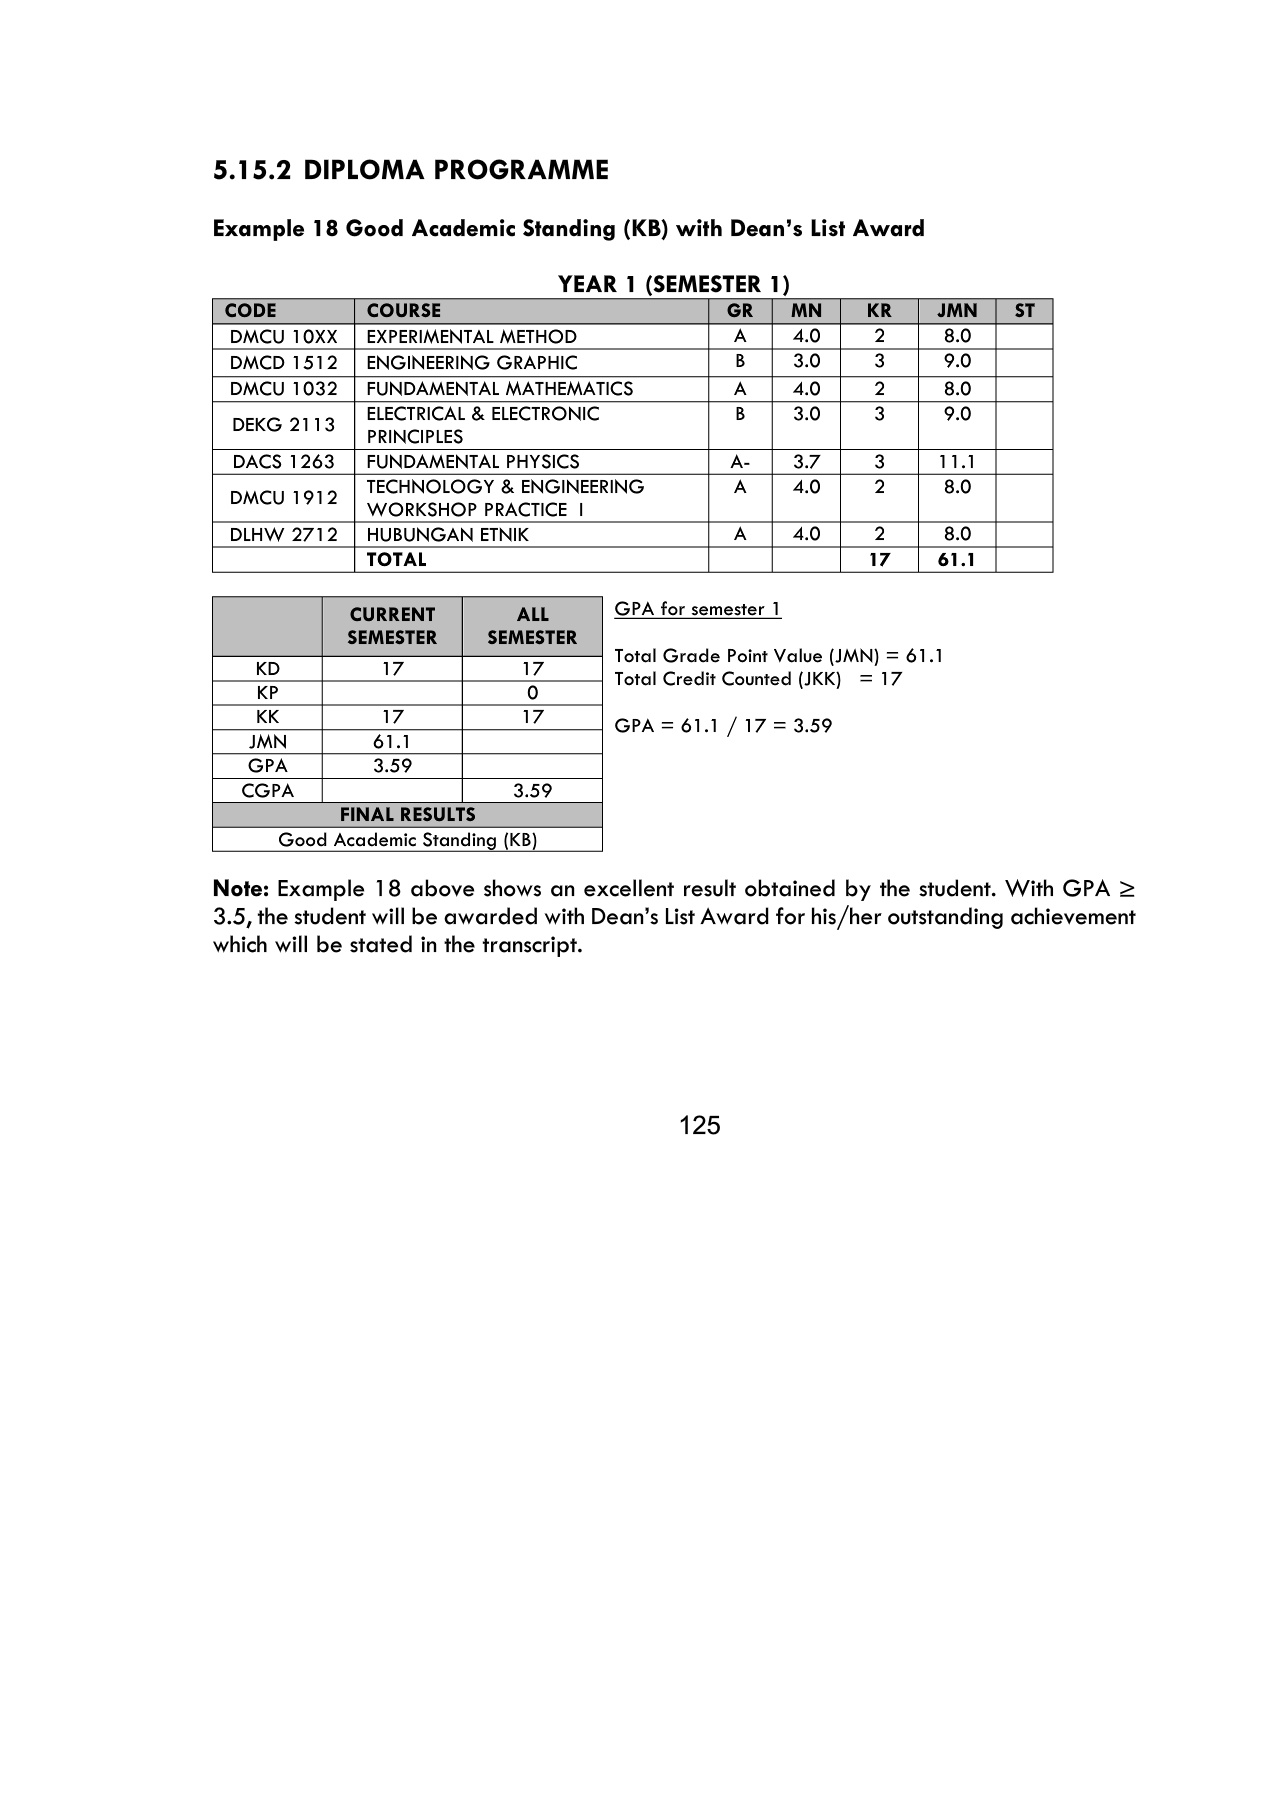 5.15.2 DIPLOMA PROGRAMME
Example 18 Good Academic Standing (KB) with Dean’s List Award
YEAR 1 (SEMESTER 1)
CODE COURSE GR MN KR JMN ST
DMCU 10XX EXPERIMENTAL METHOD A 4.0 2 8.0
DMCD 1512 ENGINEERING GRAPHIC B 3.0 3 9.0
DMCU 1032 FUNDAMENTAL MATHEMATICS A 4.0 2 8.0
DEKG 2113 ELECTRICAL & ELECTRONIC B 3.0 3 9.0
PRINCIPLES
DACS 1263 FUNDAMENTAL PHYSICS A- 3.7 3 11.1
DMCU 1912 TECHNOLOGY & ENGINEERING A 4.0 2 8.0
WORKSHOP PRACTICE I
DLHW 2712 HUBUNGAN ETNIK A 4.0 2 8.0
TOTAL 17 61.1
CURRENT ALL
SEMESTER SEMESTER
KD 17 17
KP 0
KK 17 17
JMN 61.1
GPA 3.59
CGPA 3.59
FINAL RESULTS
Good Academic Standing (KB)
GPA for semester 1
Total Grade Point Value (JMN) = 61.1
Total Credit Counted (JKK) = 17
GPA = 61.1 / 17 = 3.59
Note: Example 18 above shows an excellent result obtained by the student. With GPA ≥
3.5, the student will be awarded with Dean’s List Award for his/her outstanding achievement
which will be stated in the transcript.
125